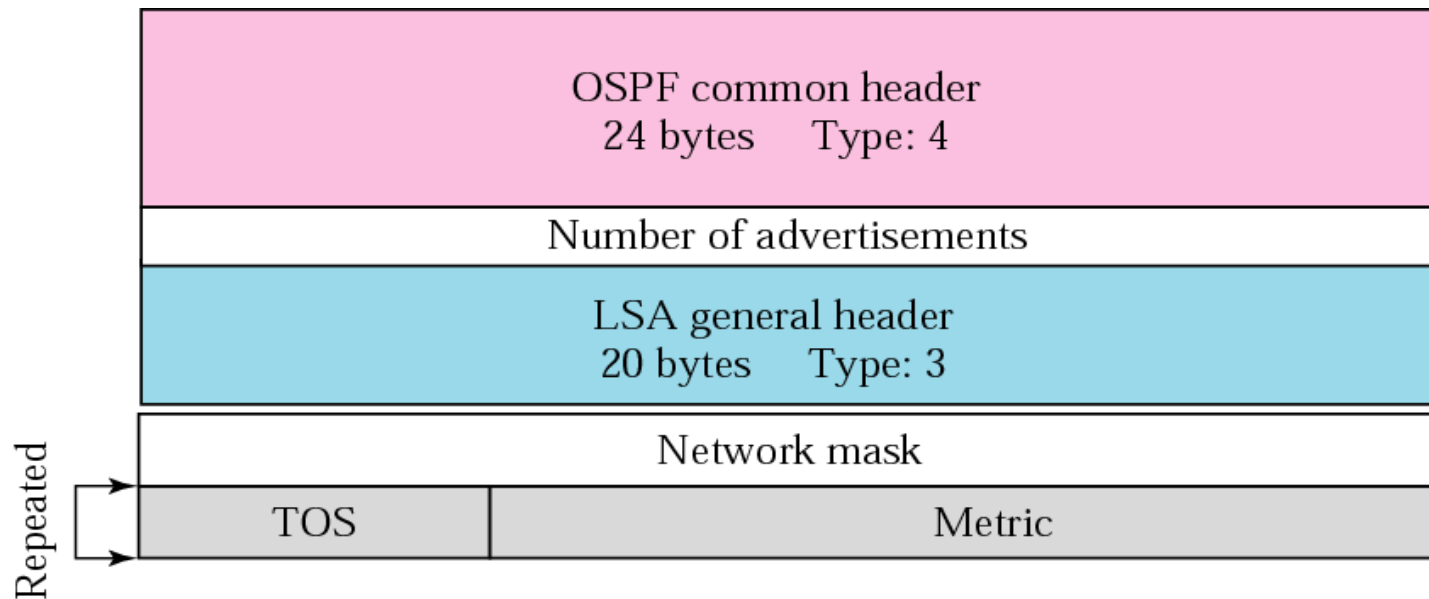 OSPF common header
24 bytes Type: 4
Number of advertisements
LSA general header
20 bytes Type: 3
Network mask
Repeated
TOS Metric